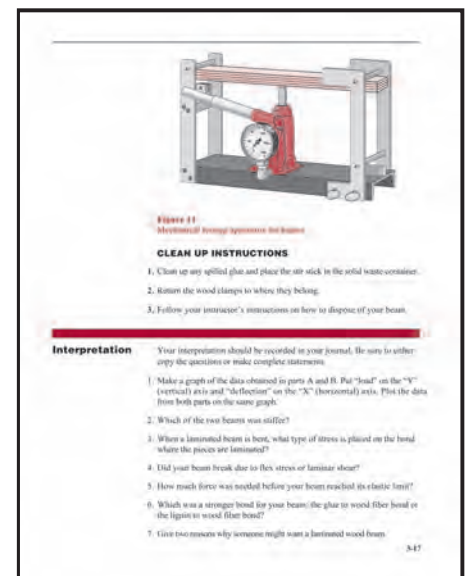 Figure 11
Mechanical testing apparatus for beams
CLEAN UP INSTRUCTIONS
1. Clean up any spilled glue and place the stir stick in the solid waste container.
2. Return the wood clamps to where they belong.
3. Follow your instructor's instructions on how to dispose of your beam.
Interpretation
Your interpretation should be recorded in your journal. Be sure to either
copy the questions or make complete statements.
1. Make a graph of the data obtained in parts A and B. Put "load" on the "Y"
(vertical) axis and "deflection" on the "X" (horizontal) axis. Plot the data
from both parts on the same graph.
2. Which of the two beams was stiffer?
3. When a laminated beam is bent, what type of stress is placed on the bond
where the pieces are laminated?
4. Did your beam break due to flex stress or laminar shear?
5. How much force was needed before your beam reached its elastic limit?
6. Which was a stronger bond for your beam: the glue to wood fiber bond or
the lignin to wood fiber bond?
7. Give two reasons why someone might want a laminated wood beam.
3-17